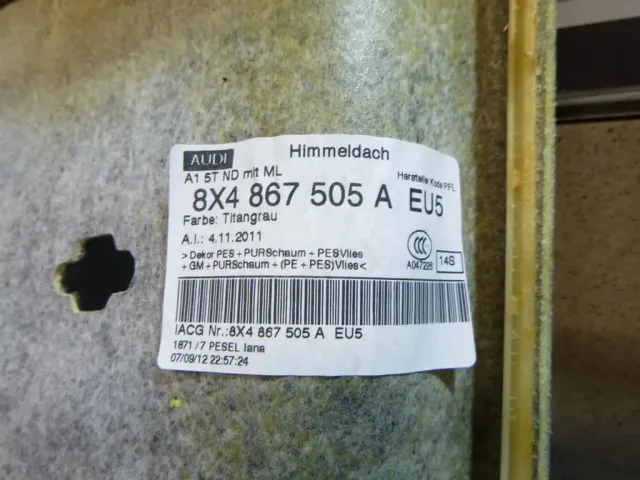 AUDI
Himmeldach
A1 5T ND mit ML
Hersteller Kode PFL
8X4 867 505 A EU5
Farbe: Titangrau
A.I.: 4.11.2011
>Dekor PES + PURSchaum + PESVlies
+ GM + PURSchaum + (PE + PES)Vlies<
CCC
A047226
14S
IACG Nr.:8X4 867 505 A EU5
1871 / 7 PESEL Iana
07/09/12 22:57:24